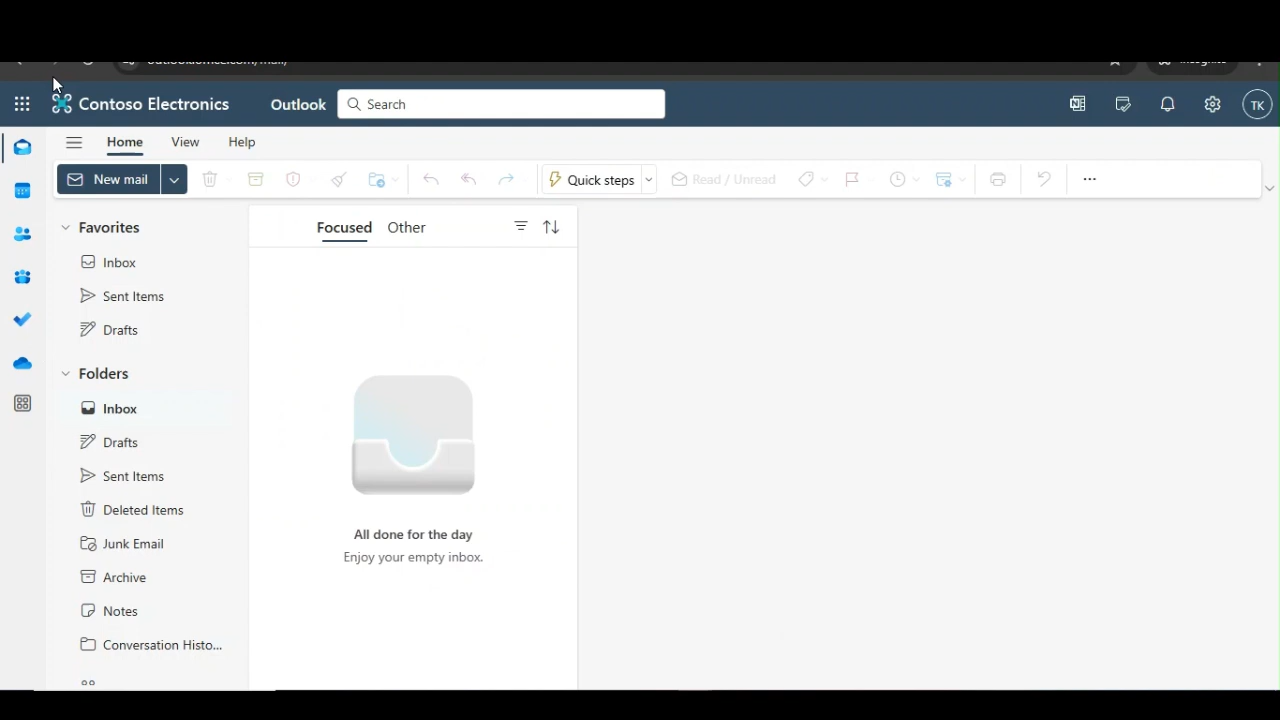 Contoso Electronics
Outlook
Search
TK
Home
View
Help
New mail
Quick steps
Read / Unread
Favorites
Inbox
Sent Items
Drafts
Folders
Inbox
Drafts
Sent Items
Deleted Items
Junk Email
Archive
Notes
Conversation Histo...
Focused
Other
All done for the day
Enjoy your empty inbox.